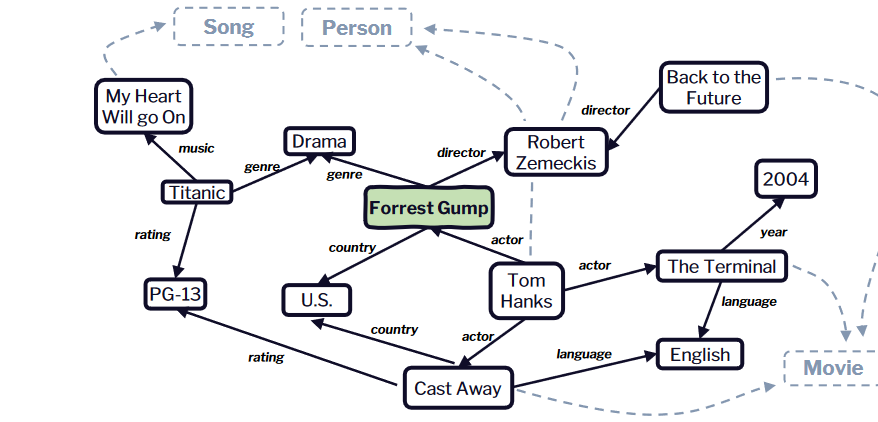 Song
Person
My Heart
Will go On
Back to the
Future
director
music
Drama
director
Robert
Zemeckis
genre
genre
Titanic
2004
Forrest Gump
rating
country
actor
year
actor
The Terminal
PG-13
U.S.
Tom
Hanks
language
country
actor
rating
language
English
Movie
Cast Away